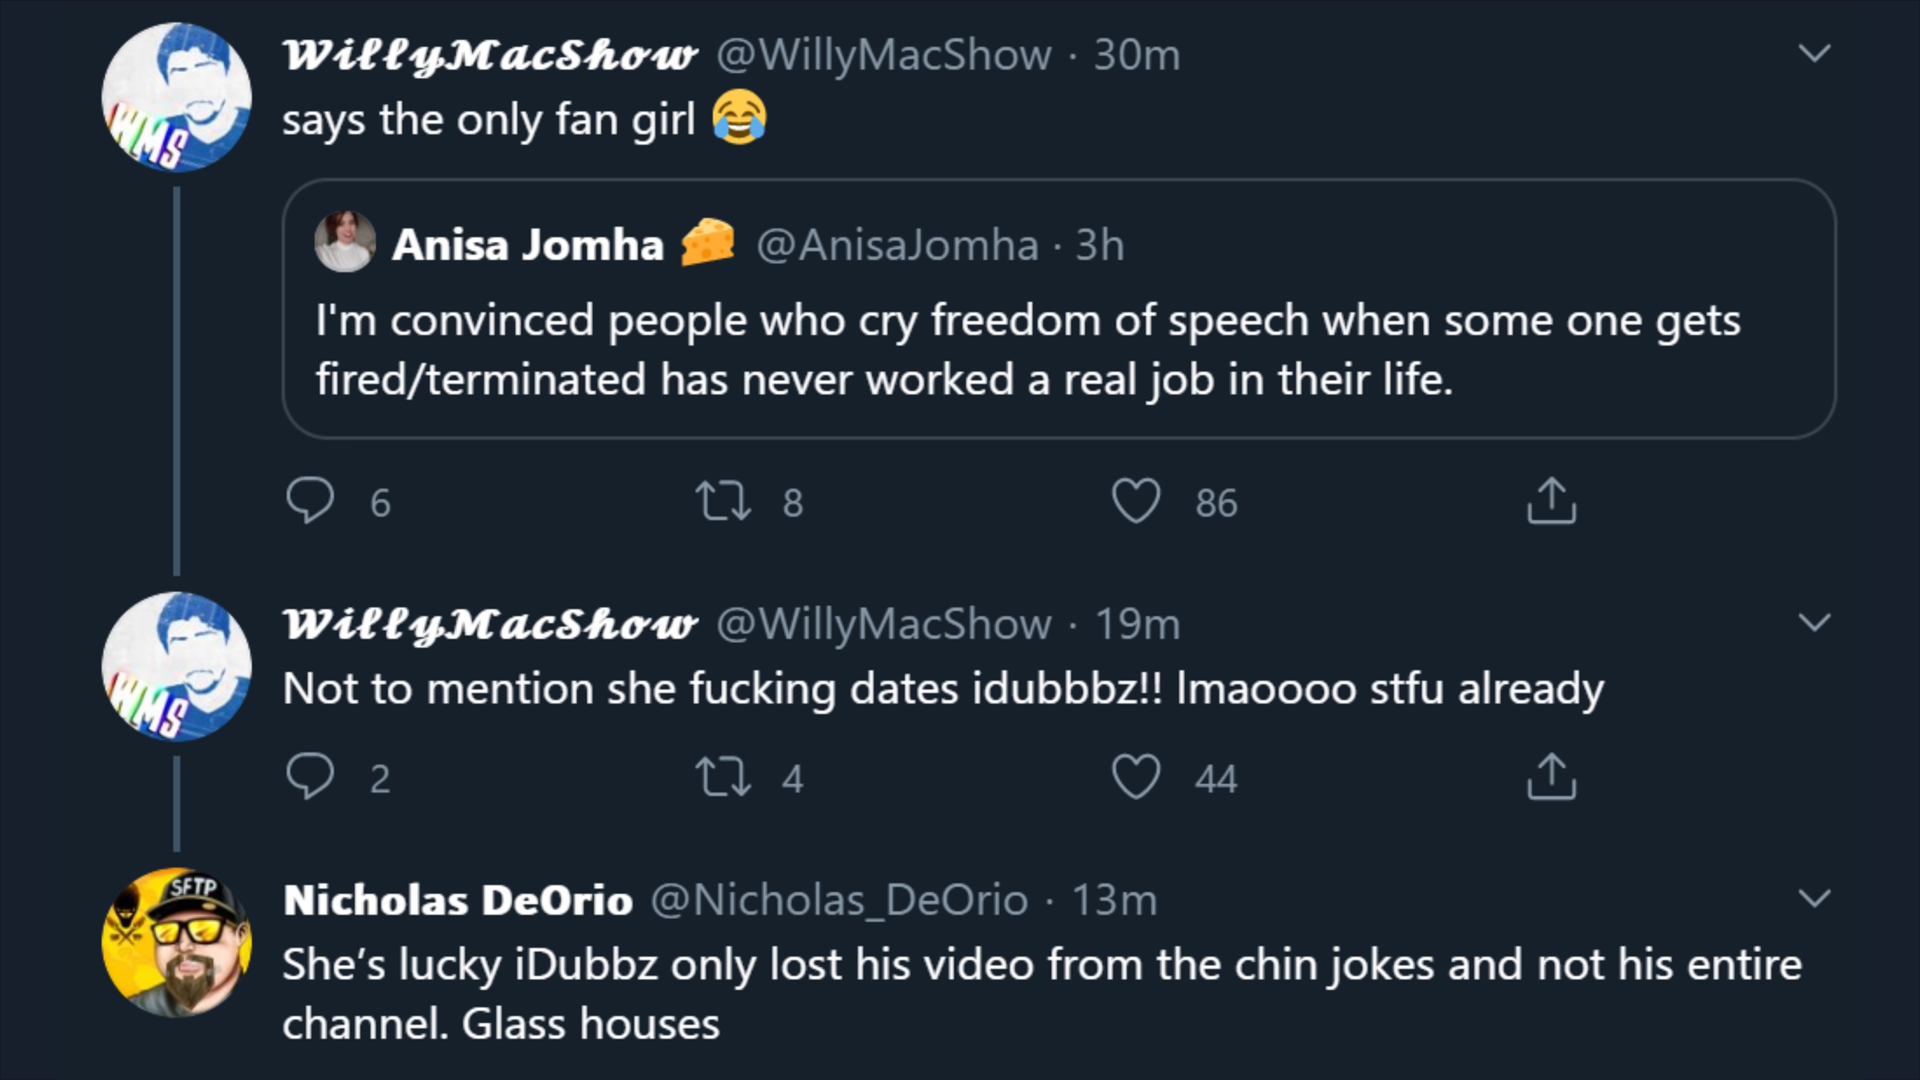 WillyMacShow @WillyMacShow · 30m
says the only fan girl 😂
WMS
Anisa Jomha 🧀 @AnisaJomha · 3h
I'm convinced people who cry freedom of speech when some one gets
fired/terminated has never worked a real job in their life.
6 8 86
WillyMacShow @WillyMacShow · 19m
Not to mention she fucking dates idubbbz!! lmaoooo stfu already
WMS
2 4 44
SFTP
Nicholas DeOrio @Nicholas_DeOrio · 13m
She’s lucky iDubbz only lost his video from the chin jokes and not his entire
channel. Glass houses